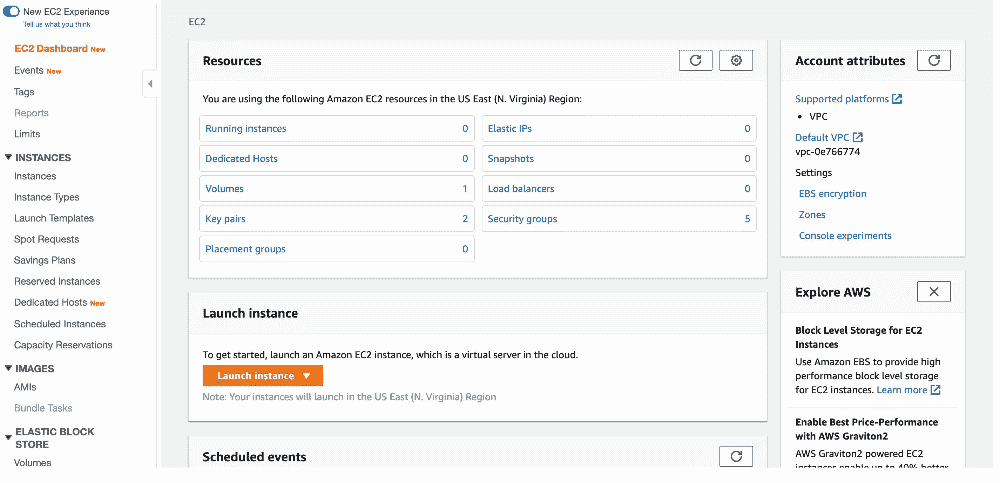 New EC2 Experience
Tell us what you think
EC2 Dashboard New
Events New
Tags
Reports
Limits
INSTANCES
Instances
Instance Types
Launch Templates
Spot Requests
Savings Plans
Reserved Instances
Dedicated Hosts New
Scheduled Instances
Capacity Reservations
IMAGES
AMIs
Bundle Tasks
ELASTIC BLOCK
STORE
Volumes
EC2
Resources
You are using the following Amazon EC2 resources in the US East (N. Virginia) Region:
Running instances 0
Elastic IPs 0
Dedicated Hosts 0
Snapshots 0
Volumes 1
Load balancers 0
Key pairs 2
Security groups 5
Placement groups 0
Launch instance
To get started, launch an Amazon EC2 instance, which is a virtual server in the cloud.
Launch instance
Note: Your instances will launch in the US East (N. Virginia) Region
Scheduled events
Account attributes
Supported platforms
• VPC
Default VPC
vpc-0e766774
Settings
EBS encryption
Zones
Console experiments
Explore AWS
Block Level Storage for EC2
Instances
Use Amazon EBS to provide high
performance block level storage
for EC2 instances. Learn more
Enable Best Price-Performance
with AWS Graviton2
AWS Graviton2 powered EC2
instances enable up to 40% better